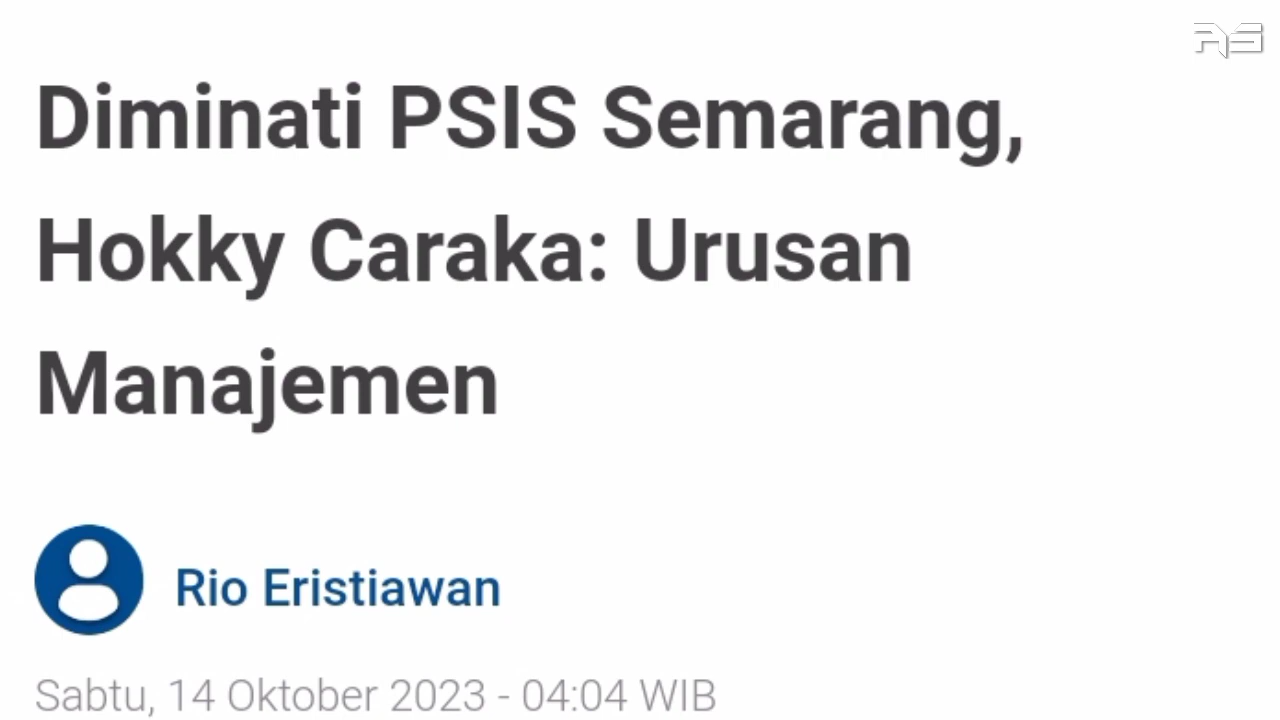 Diminati PSIS Semarang,
Hokky Caraka: Urusan
Manajemen
Rio Eristiawan
Sabtu, 14 Oktober 2023 - 04:04 WIB